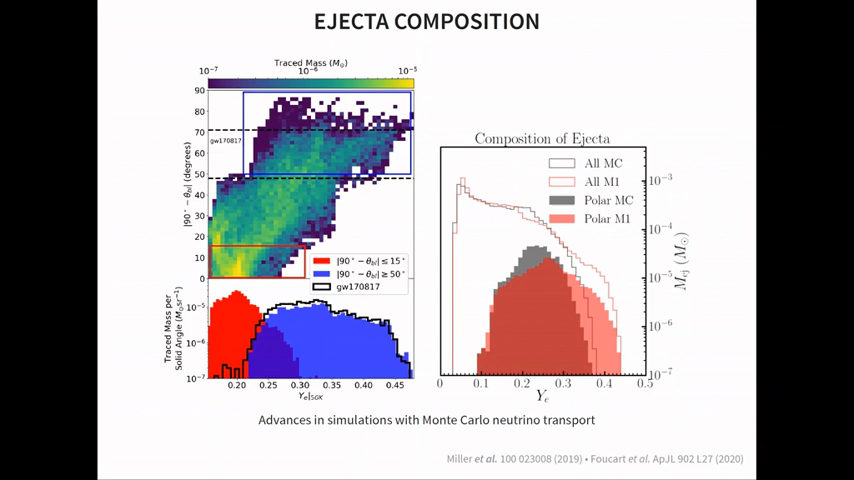 EJECTA COMPOSITION
Traced Mass (M⊙)
10⁻⁷ 10⁻⁶ 10⁻⁵
90
80
70
60
50
40
30
20
10
0
|90° − θbl| (degrees)
gw170817
|90° − θbl| ≤ 15°
|90° − θbl| ≥ 50°
gw170817
Traced Mass per
Solid Angle (M⊙sr⁻¹)
10⁻⁵
10⁻⁶
10⁻⁷
0.20 0.25 0.30 0.35 0.40 0.45
Ye|5GK
Composition of Ejecta
All MC
All M1
Polar MC
Polar M1
10⁻³
10⁻⁴
10⁻⁵
10⁻⁶
10⁻⁷
Mej (M⊙)
0 0.1 0.2 0.3 0.4 0.5
Ye
Advances in simulations with Monte Carlo neutrino transport
Miller et al. 100 023008 (2019) • Foucart et al. ApJL 902 L27 (2020)